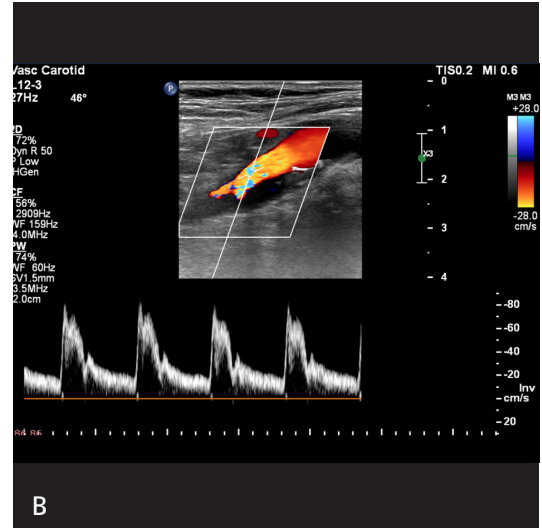 Vasc Carotid
TIS0.2 MI 0.6
L12-3
27Hz 46°
P
0
M3 M3
+28.0
2D
72%
Dyn R 50
P Low
HGen
1
X3
2
-28.0
cm/s
CF
56%
2909Hz
WF 159Hz
4.0MHz
3
PW
74%
WF 60Hz
SV1.5mm
3.5MHz
2.0cm
4
-80
-60
-40
-20
Inv
cm/s
-20
B